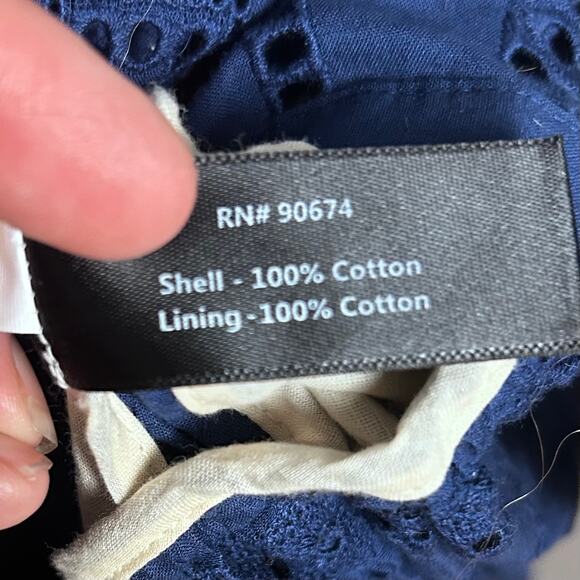 RN# 90674
Shell - 100% Cotton
Lining -100% Cotton